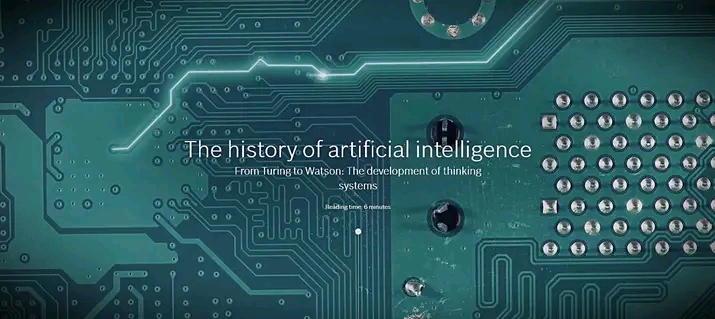 The history of artificial intelligence
From Turing to Watson: The development of thinking
systems
Reading time: 6 minutes